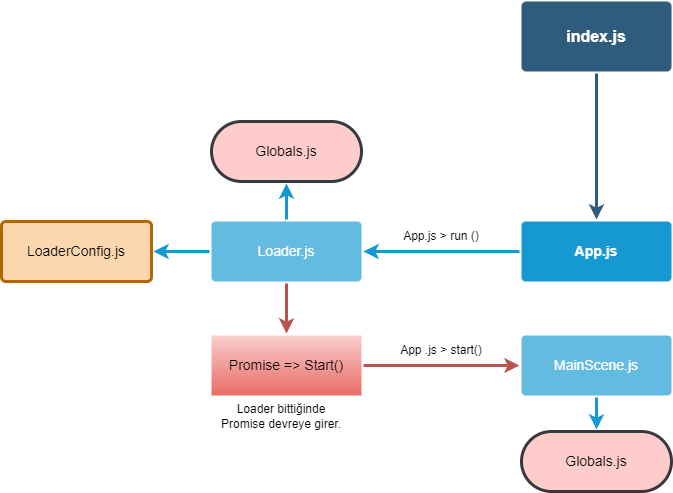 index.js
Globals.js
LoaderConfig.js
Loader.js
App.js > run ()
App.js
Promise => Start()
App .js > start()
MainScene.js
Loader bittiğinde
Promise devreye girer.
Globals.js